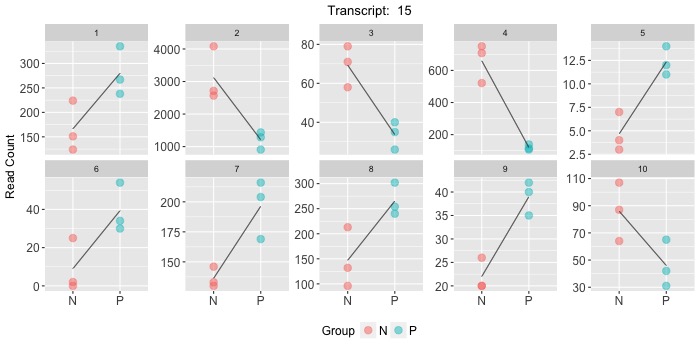 Transcript: 15
1 2 3 4 5
300 250 200 150
4000 3000 2000 1000
80 60 40
600 400 200
12.5 10.0 7.5 5.0 2.5
Read Count
6 7 8 9 10
40 20 0
200 175 150
300 250 200 150 100
40 35 30 25 20
110 90 70 50 30
N P N P N P N P N P
Group N P